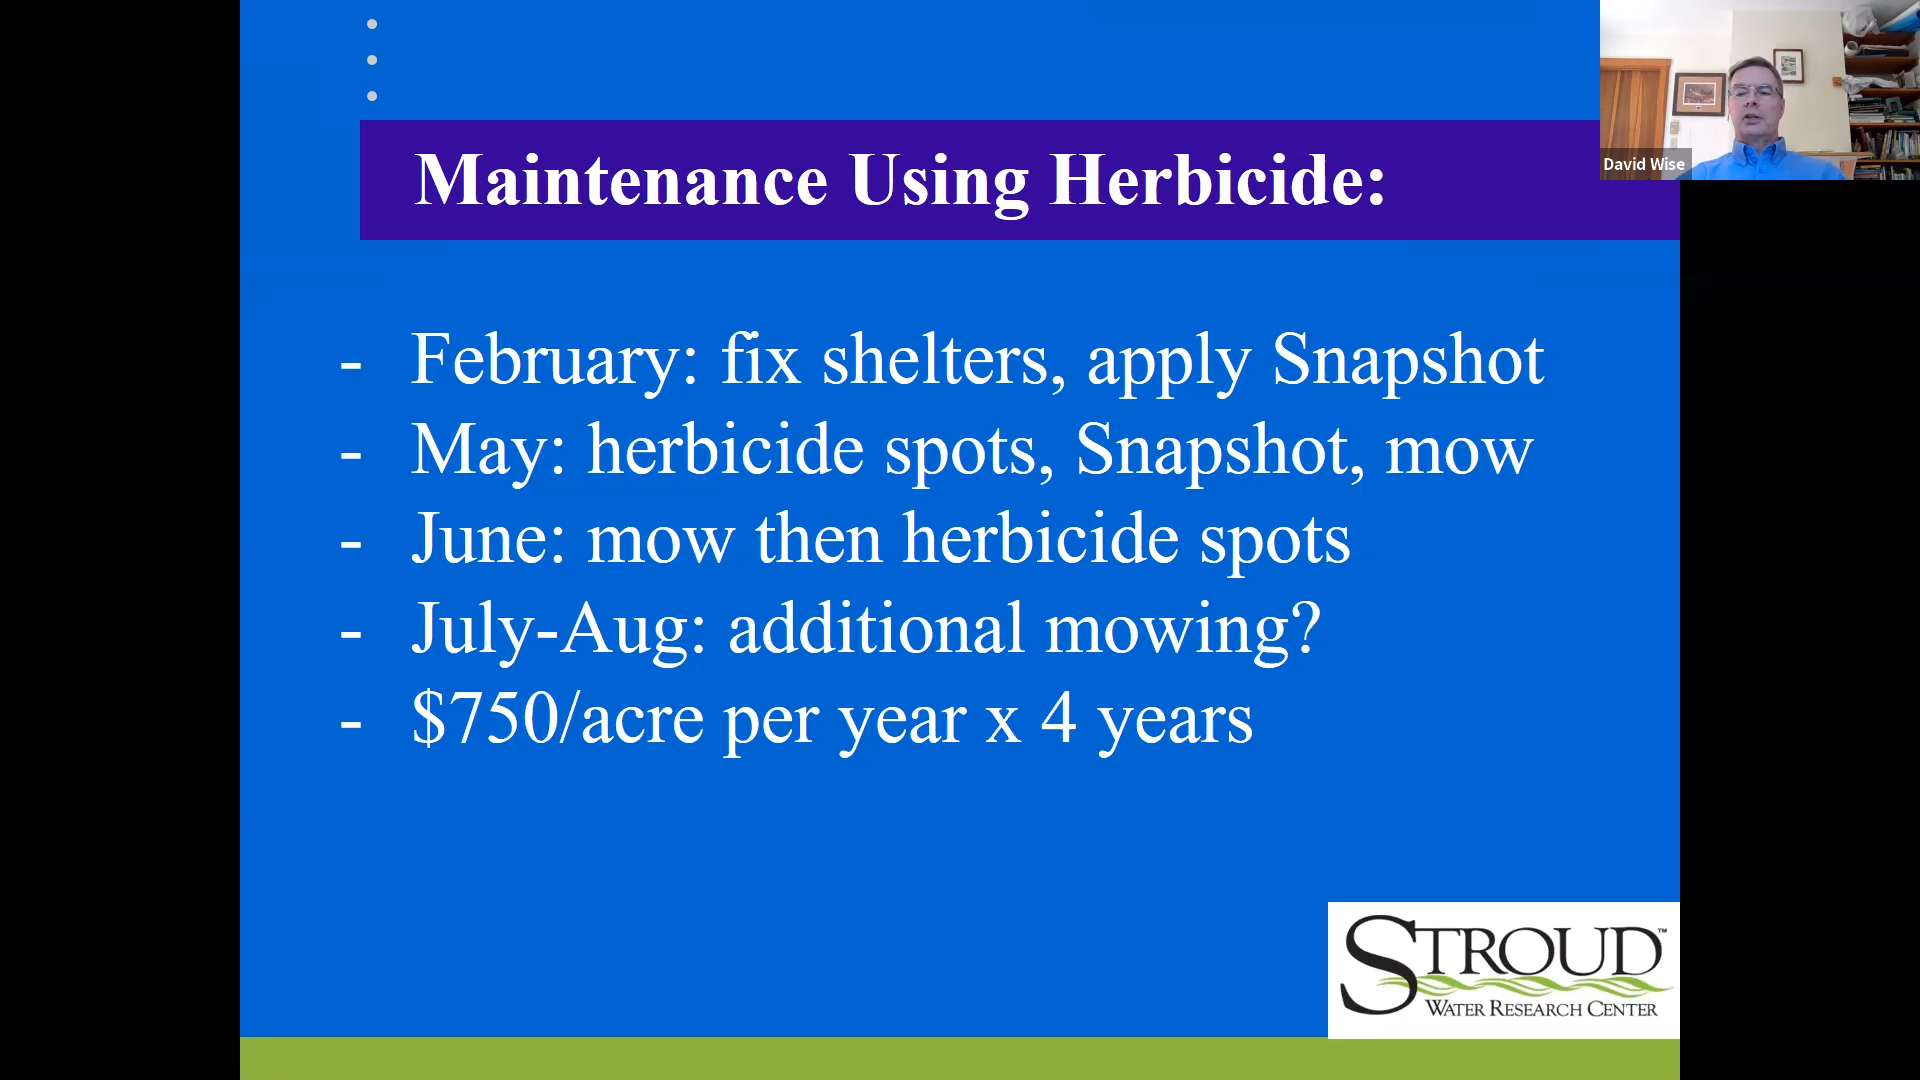 Maintenance Using Herbicide:
David Wise
- February: fix shelters, apply Snapshot
- May: herbicide spots, Snapshot, mow
- June: mow then herbicide spots
- July-Aug: additional mowing?
- $750/acre per year x 4 years
STROUD™
WATER RESEARCH CENTER